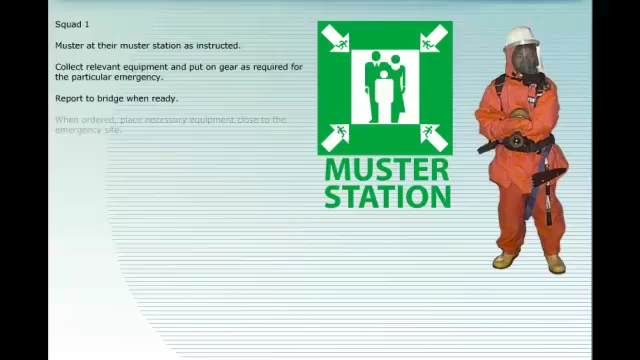 Squad 1
Muster at their muster station as instructed.
Collect relevant equipment and put on gear as required for
the particular emergency.
Report to bridge when ready.
When ordered, place necessary equipment close to the
emergency site.
MUSTER
STATION